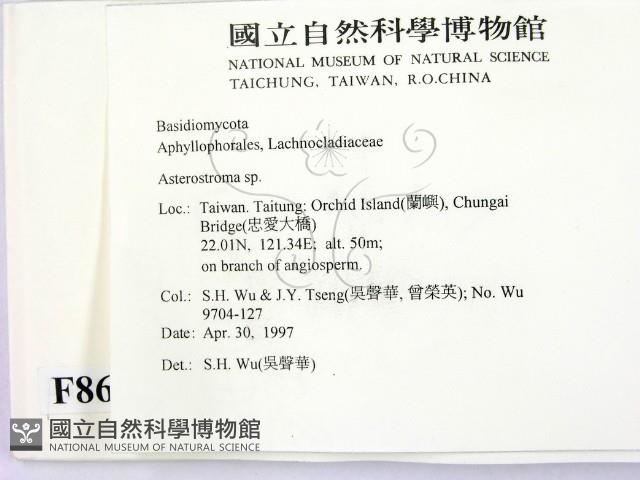 國立自然科學博物館
NATIONAL MUSEUM OF NATURAL SCIENCE
TAICHUNG, TAIWAN, R.O.CHINA
Basidiomycota
Aphyllophorales, Lachnocladiaceae
Asterostroma sp.
Loc.: Taiwan. Taitung: Orchid Island(蘭嶼), Chungai
Bridge(忠愛大橋)
22.01N, 121.34E; alt. 50m;
on branch of angiosperm.
Col.: S.H. Wu & J.Y. Tseng(吳聲華, 曾榮英); No. Wu
9704-127
Date: Apr. 30, 1997
Det.: S.H. Wu(吳聲華)
F86
國立自然科學博物館
NATIONAL MUSEUM OF NATURAL SCIENCE